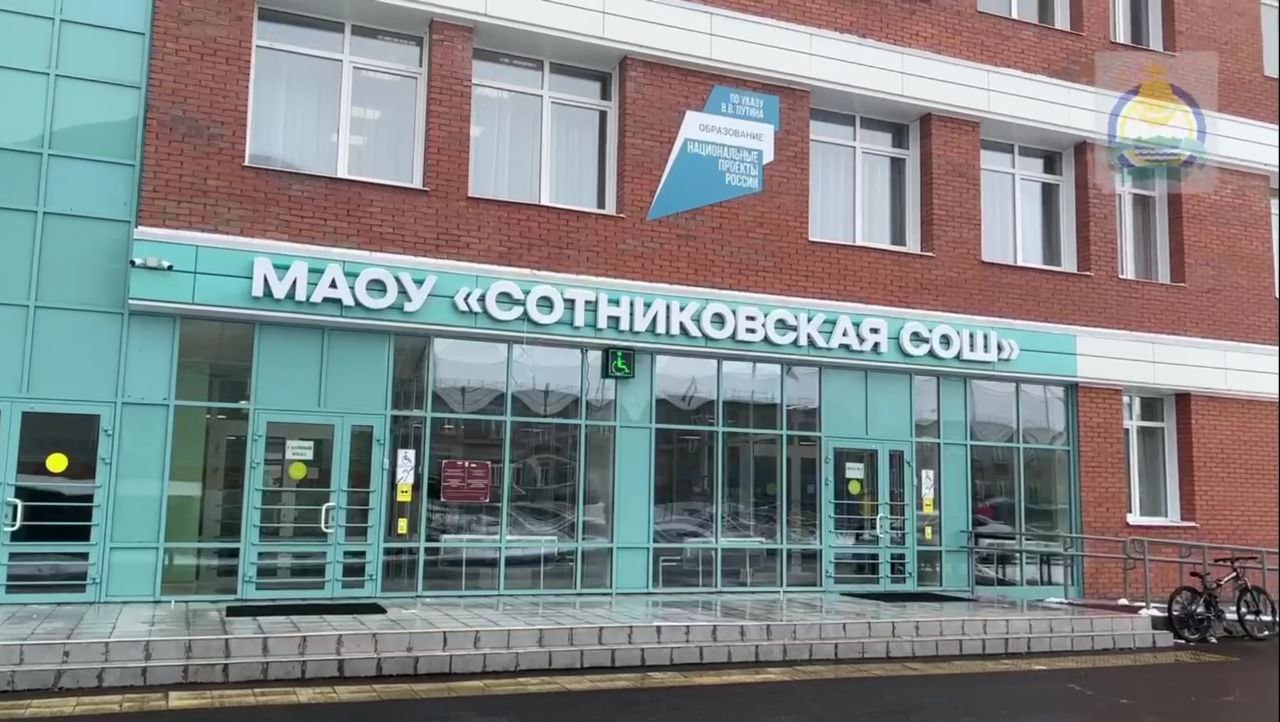 ПО УКАЗУ
В.В. ПУТИНА
ОБРАЗОВАНИЕ
НАЦИОНАЛЬНЫЕ
ПРОЕКТЫ
РОССИИ
МАОУ «СОТНИКОВСКАЯ СОШ»